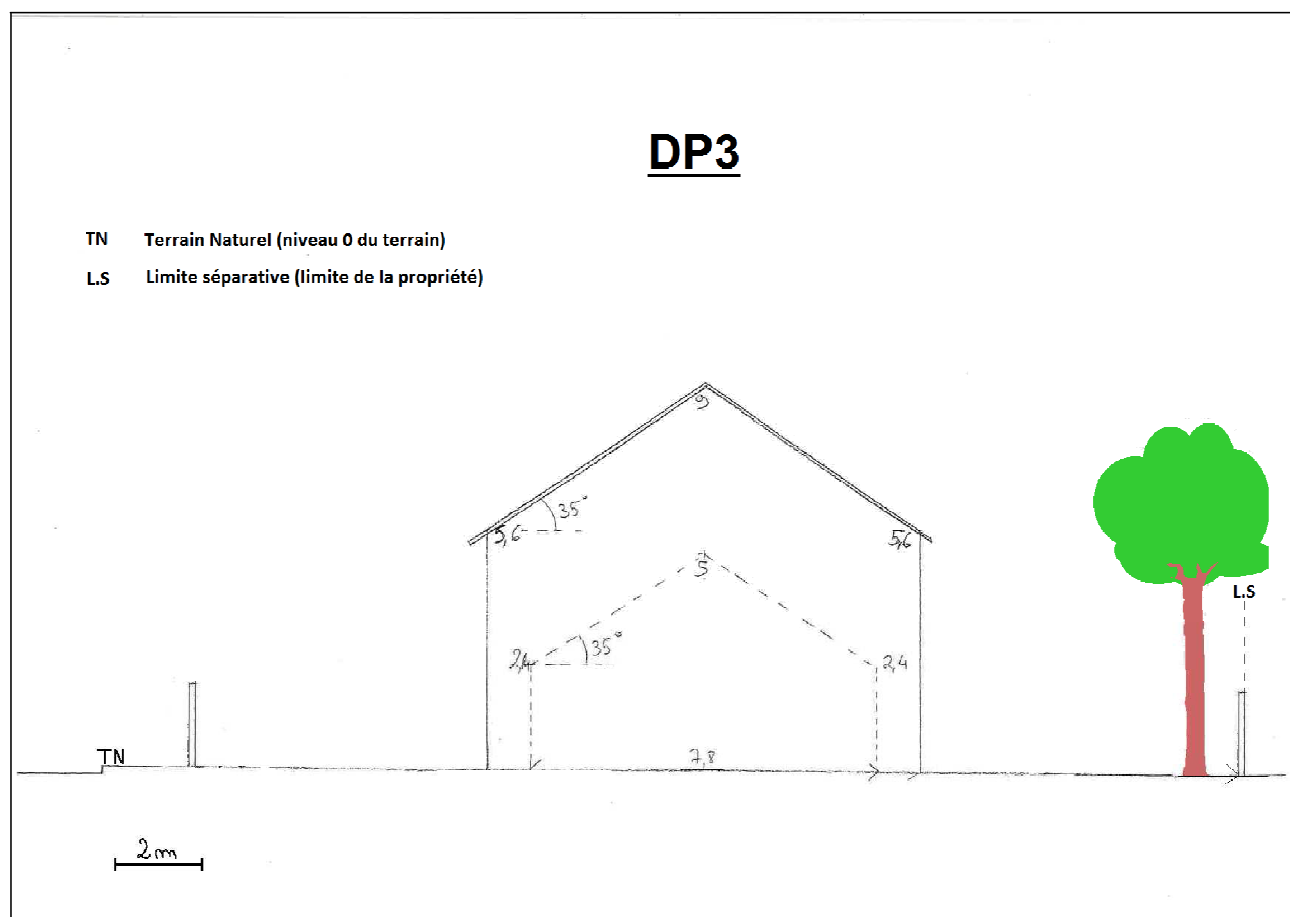 DP3
TN Terrain Naturel (niveau 0 du terrain)
L.S Limite séparative (limite de la propriété)
9
35°
5,6
5,6
5
35°
2,4
2,4
L.S
TN
7,8
2m